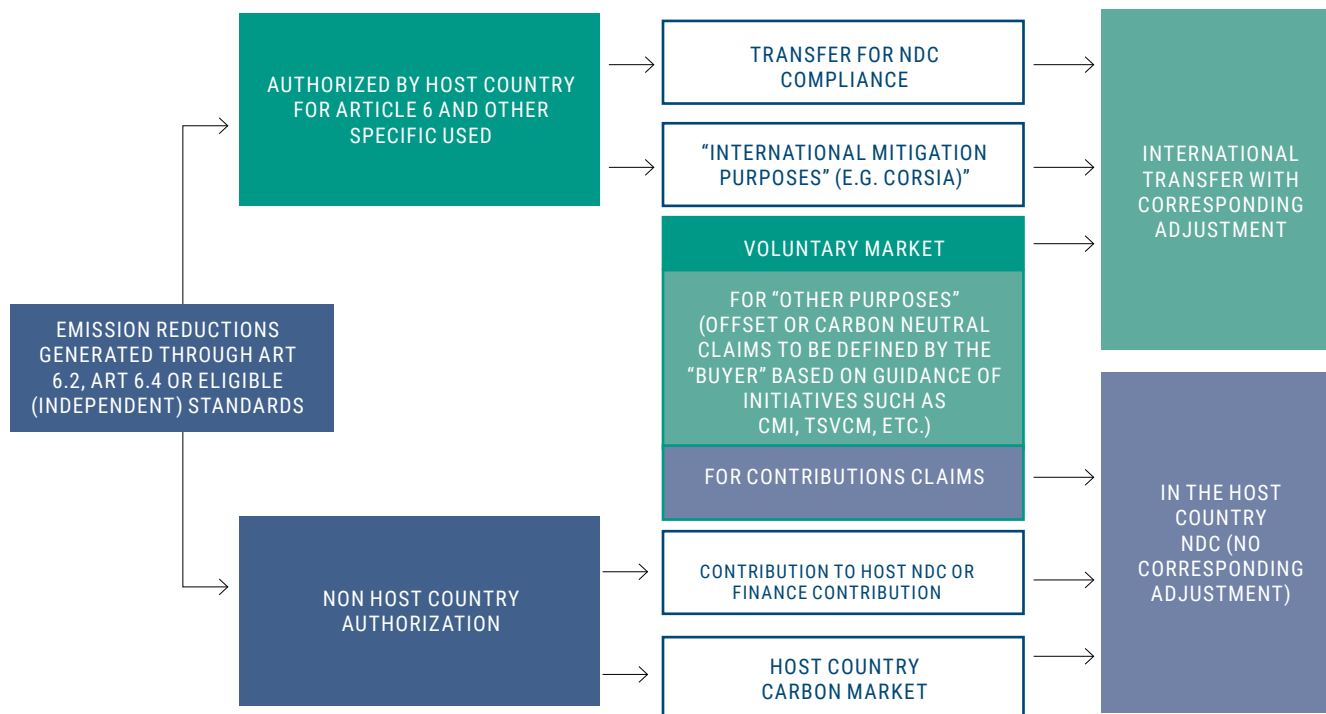 EMISSION REDUCTIONS
GENERATED THROUGH ART
6.2, ART 6.4 OR ELIGIBLE
(INDEPENDENT) STANDARDS
AUTHORIZED BY HOST COUNTRY
FOR ARTICLE 6 AND OTHER
SPECIFIC USED
NON HOST COUNTRY
AUTHORIZATION
TRANSFER FOR NDC
COMPLIANCE
“INTERNATIONAL MITIGATION
PURPOSES” (E.G. CORSIA)”
VOLUNTARY MARKET
FOR “OTHER PURPOSES”
(OFFSET OR CARBON NEUTRAL
CLAIMS TO BE DEFINED BY THE
“BUYER” BASED ON GUIDANCE OF
INITIATIVES SUCH AS
CMI, TSVCM, ETC.)
FOR CONTRIBUTIONS CLAIMS
CONTRIBUTION TO HOST NDC OR
FINANCE CONTRIBUTION
HOST COUNTRY
CARBON MARKET
INTERNATIONAL
TRANSFER WITH
CORRESPONDING
ADJUSTMENT
IN THE HOST
COUNTRY
NDC (NO
CORRESPONDING
ADJUSTMENT)